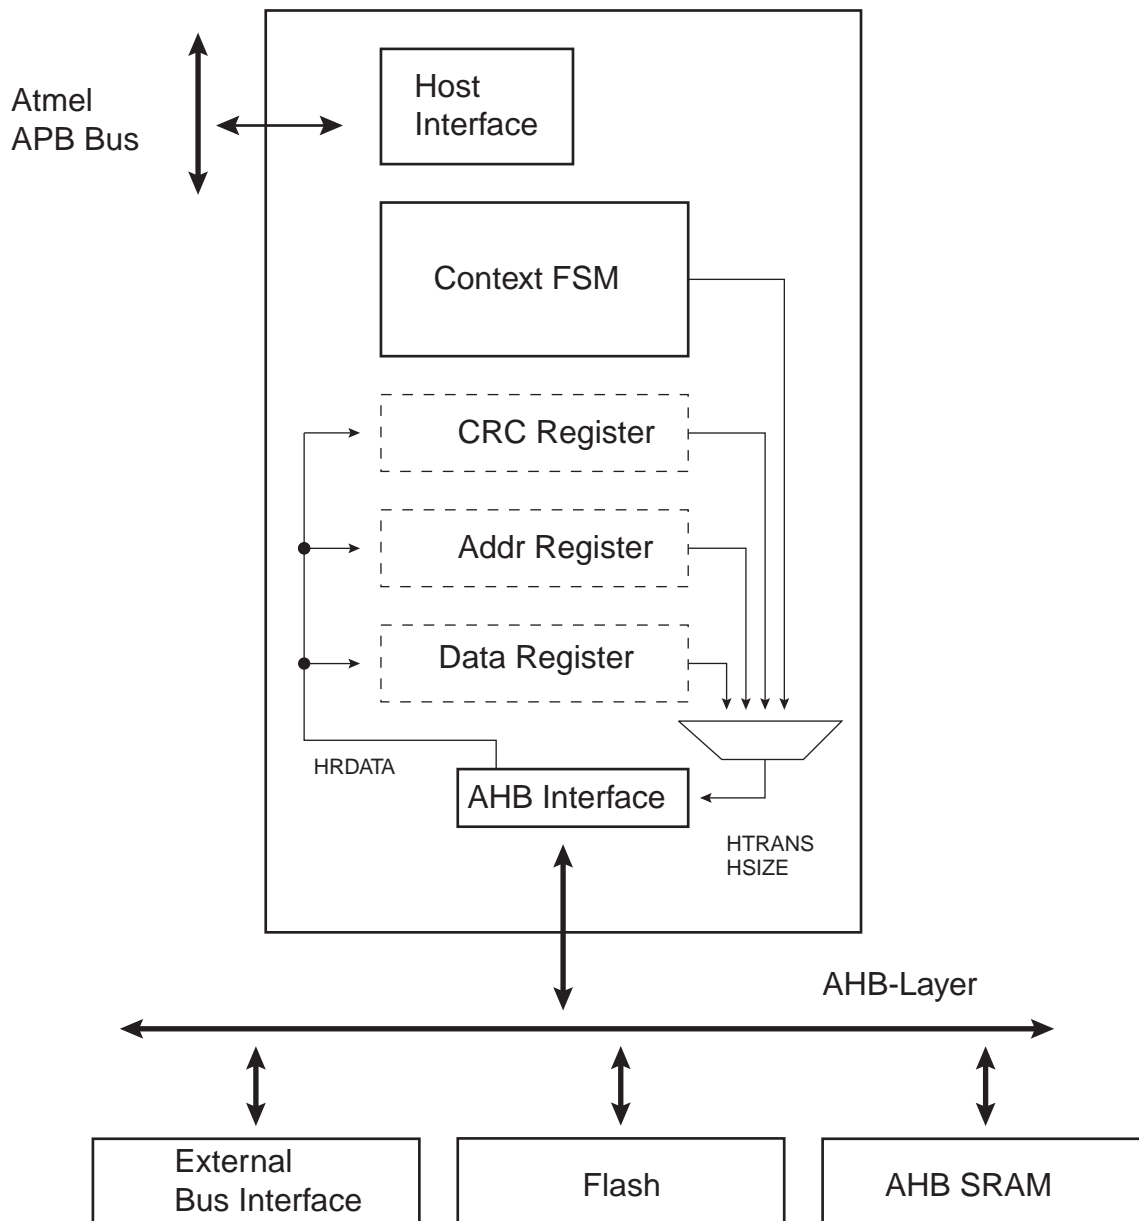 Atmel
APB Bus
Host
Interface
Context FSM
CRC Register
Addr Register
Data Register
HRDATA
AHB Interface
HTRANS
HSIZE
AHB-Layer
External
Bus Interface
Flash
AHB SRAM